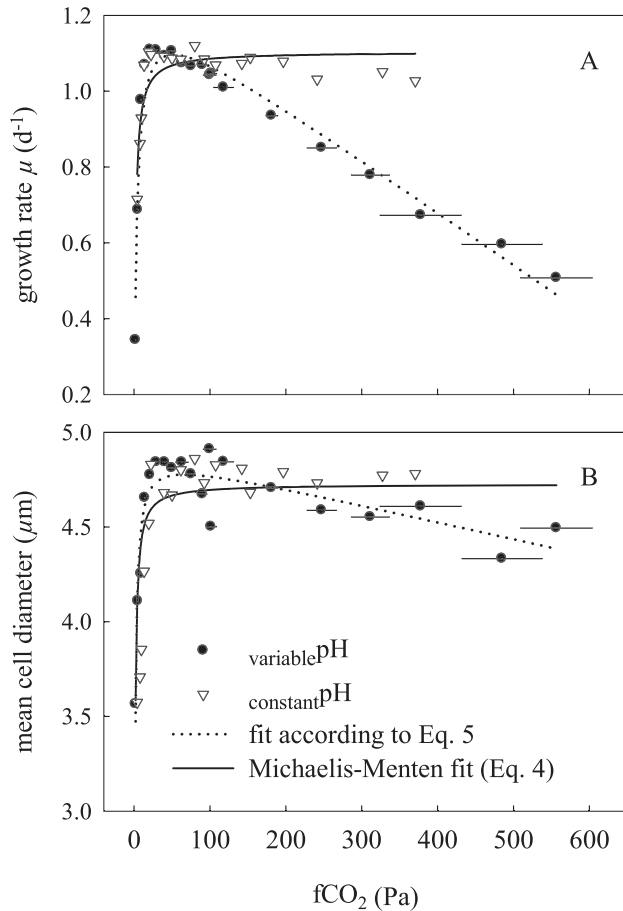 1.2
1.0
0.8
0.6
0.4
0.2
growth rate μ (d-1)
A
5.0
4.5
4.0
3.5
3.0
mean cell diameter (μm)
B
variablepH
constantpH
fit according to Eq. 5
Michaelis-Menten fit (Eq. 4)
0 100 200 300 400 500 600
fCO2 (Pa)